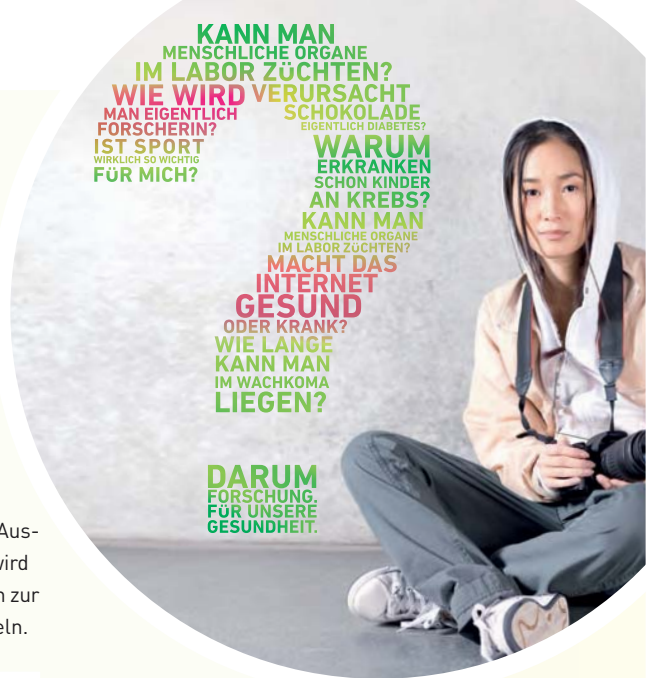 KANN MAN
MENSCHLICHE ORGANE
IM LABOR ZÜCHTEN?
WIE WIRD
MAN EIGENTLICH
FORSCHERIN?
IST SPORT
WIRKLICH SO WICHTIG
FÜR MICH?
VERURSACHT
SCHOKOLADE
EIGENTLICH DIABETES?
WARUM
ERKRANKEN
SCHON KINDER
AN KREBS?
KANN MAN
MENSCHLICHE ORGANE
IM LABOR ZÜCHTEN?
MACHT DAS
INTERNET
GESUND
ODER KRANK?
WIE LANGE
KANN MAN
IM WACHKOMA
LIEGEN?
DARUM
FORSCHUNG.
FÜR UNSERE
GESUNDHEIT.
Aus-
wird
zur